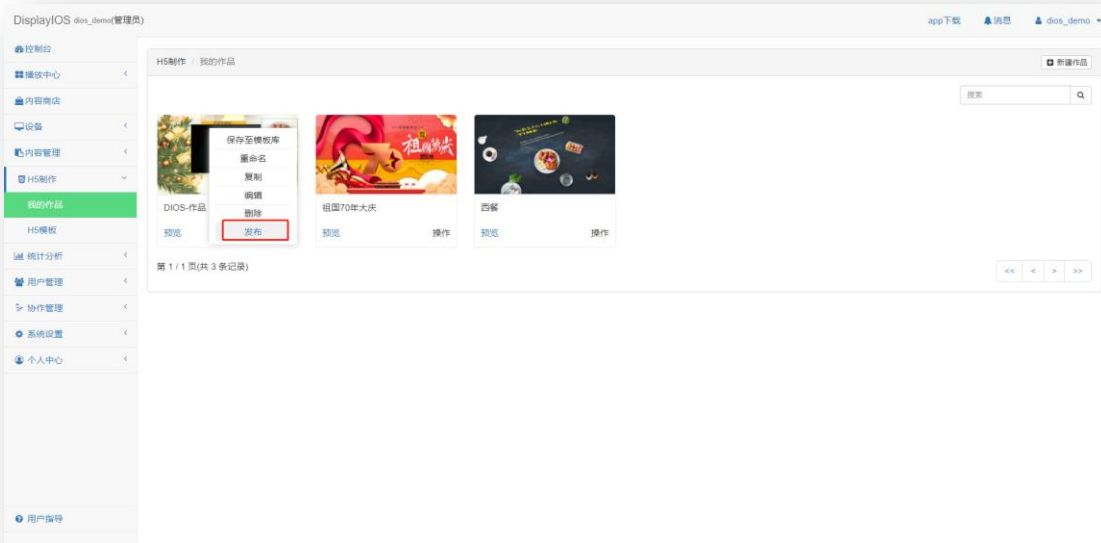 DisplayIOS dios_demo(管理员)
app下载
消息
dios_demo
控制台
播放中心
内容商店
设备
内容管理
H5制作
我的作品
H5模板
统计分析
用户管理
协作管理
系统设置
个人中心
用户指导
H5制作 / 我的作品
新建作品
搜索
保存至模板库
重命名
复制
编辑
删除
发布
DIOS-作品
预览
祖国70年大庆
预览 操作
WELCOME
TIME
西餐
预览 操作
第 1 / 1 页(共 3 条记录)
<< < > >>